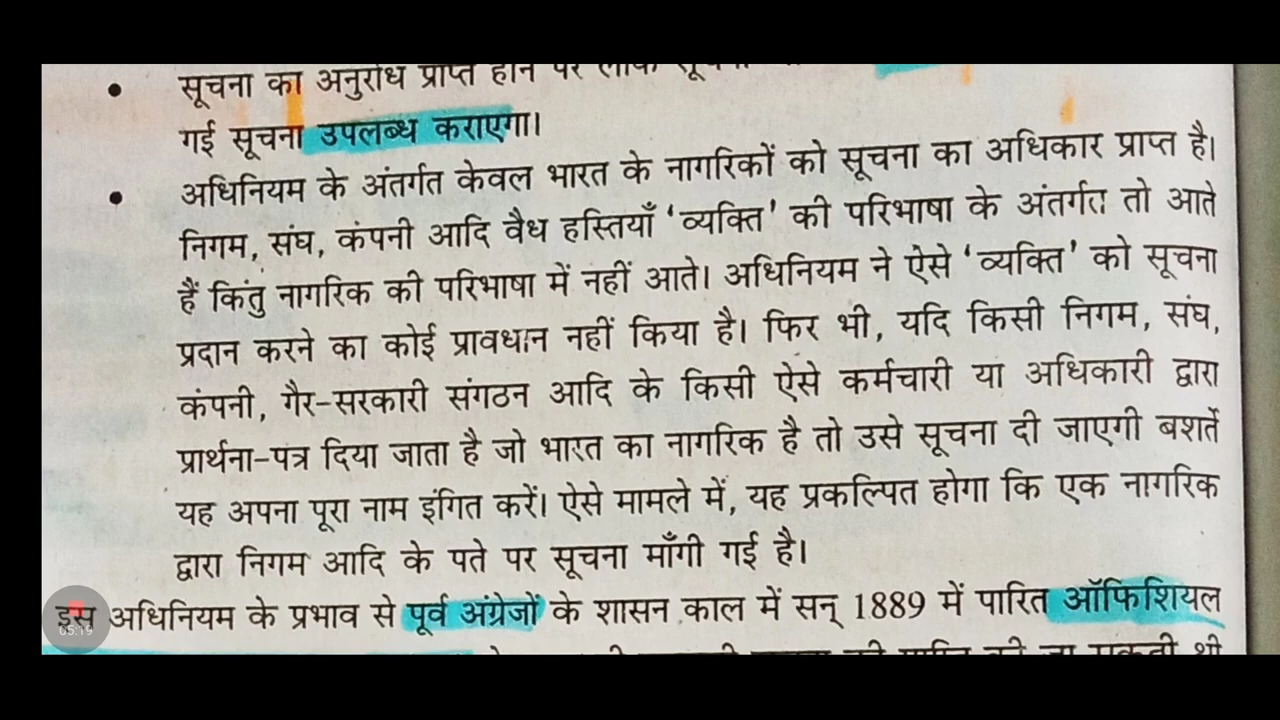 सूचना का अनुरोध प्राप्त होने पर लोक
गई सूचना उपलब्ध कराएगा।
अधिनियम के अंतर्गत केवल भारत के नागरिकों को सूचना का अधिकार प्राप्त है।
निगम, संघ, कंपनी आदि वैध हस्तियाँ ‘व्यक्ति’ की परिभाषा के अंतर्गत तो आते
हैं किंतु नागरिक की परिभाषा में नहीं आते। अधिनियम ने ऐसे ‘व्यक्ति’ को सूचना
प्रदान करने का कोई प्रावधान नहीं किया है। फिर भी, यदि किसी निगम, संघ,
कंपनी, गैर-सरकारी संगठन आदि के किसी ऐसे कर्मचारी या अधिकारी द्वारा
प्रार्थना-पत्र दिया जाता है जो भारत का नागरिक है तो उसे सूचना दी जाएगी बशर्ते
यह अपना पूरा नाम इंगित करें। ऐसे मामले में, यह प्रकल्पित होगा कि एक नागरिक
द्वारा निगम आदि के पते पर सूचना माँगी गई है।
इस अधिनियम के प्रभाव से पूर्व अंग्रेजों के शासन काल में सन् 1889 में पारित ऑफिशियल
05:19